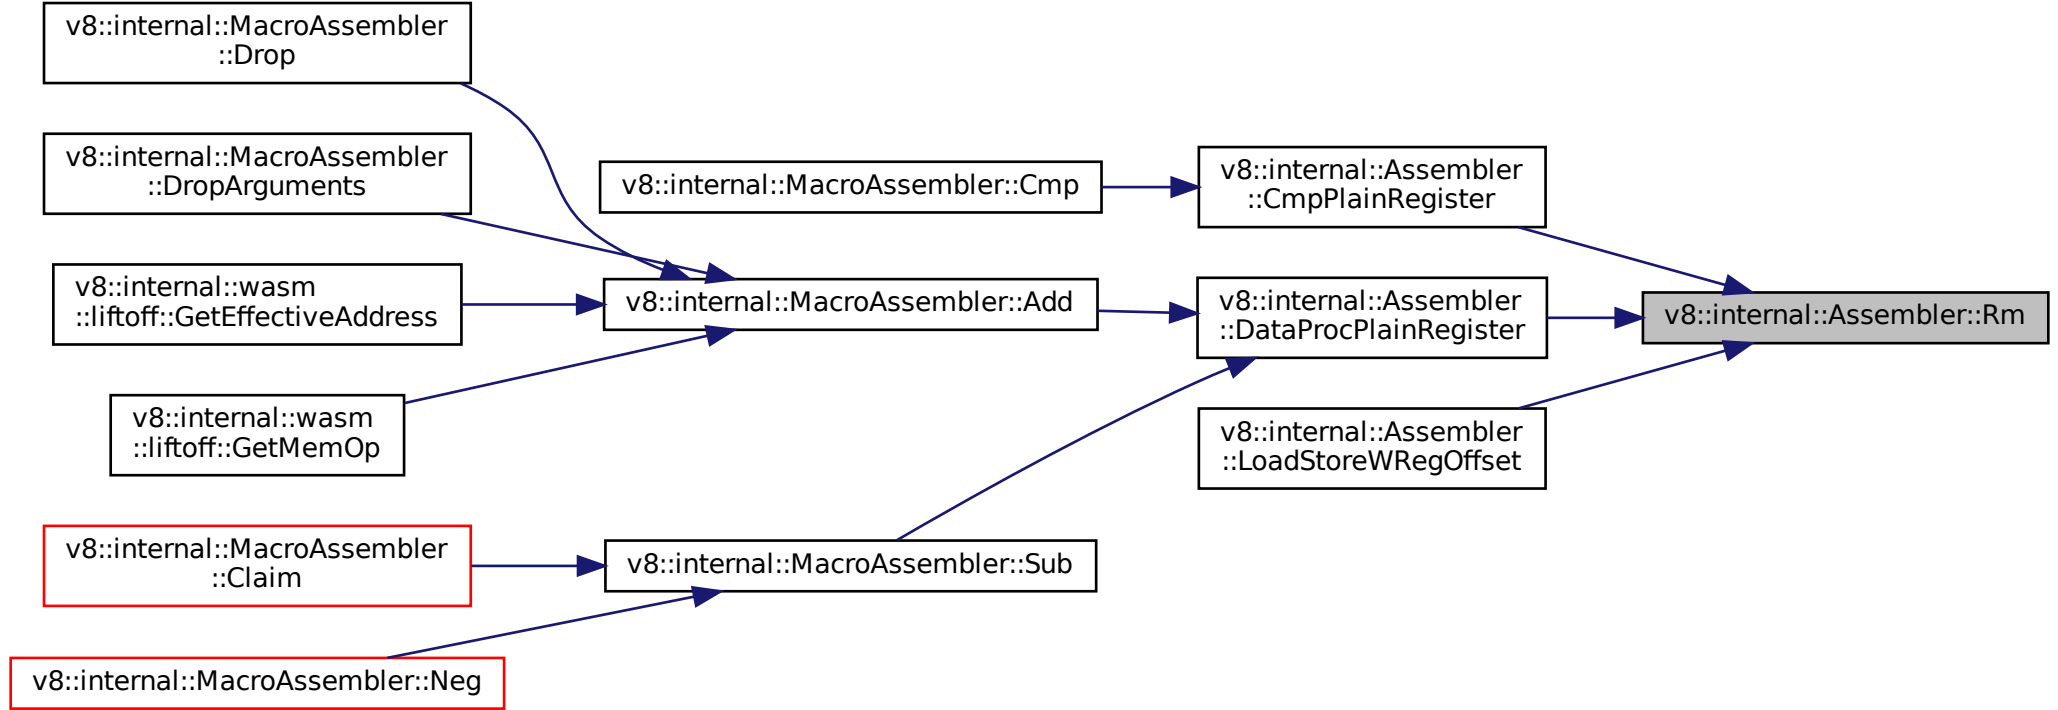 v8::internal::MacroAssembler
::Drop
v8::internal::MacroAssembler
::DropArguments
v8::internal::wasm
::liftoff::GetEffectiveAddress
v8::internal::wasm
::liftoff::GetMemOp
v8::internal::MacroAssembler
::Claim
v8::internal::MacroAssembler::Neg
v8::internal::MacroAssembler::Cmp
v8::internal::MacroAssembler::Add
v8::internal::MacroAssembler::Sub
v8::internal::Assembler
::CmpPlainRegister
v8::internal::Assembler
::DataProcPlainRegister
v8::internal::Assembler
::LoadStoreWRegOffset
v8::internal::Assembler::Rm